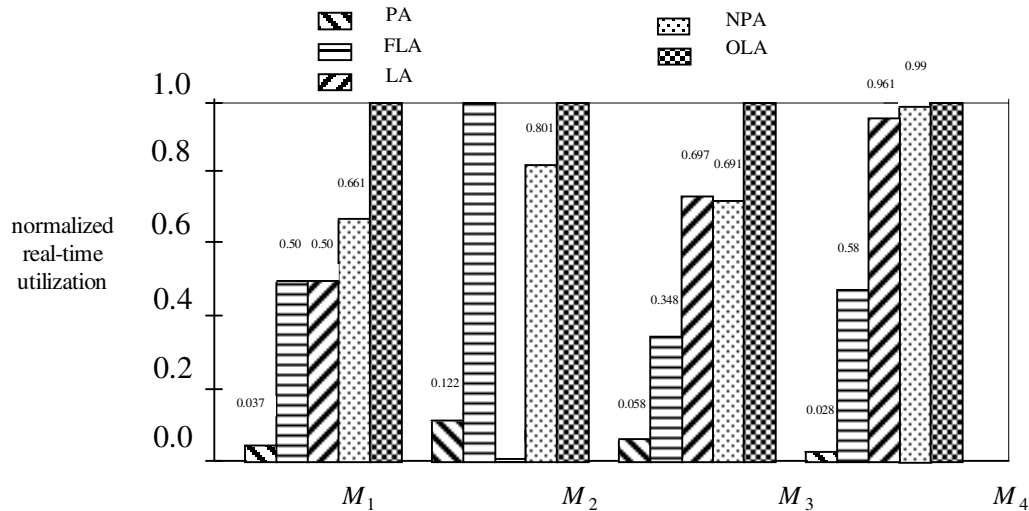 PA
FLA
LA
NPA
OLA
1.0
0.8
0.6
0.4
0.2
0.0
normalized
real-time
utilization
0.037
0.50
0.50
0.661
0.122
0.801
0.058
0.348
0.697
0.691
0.028
0.58
0.961
0.99
M1
M2
M3
M4